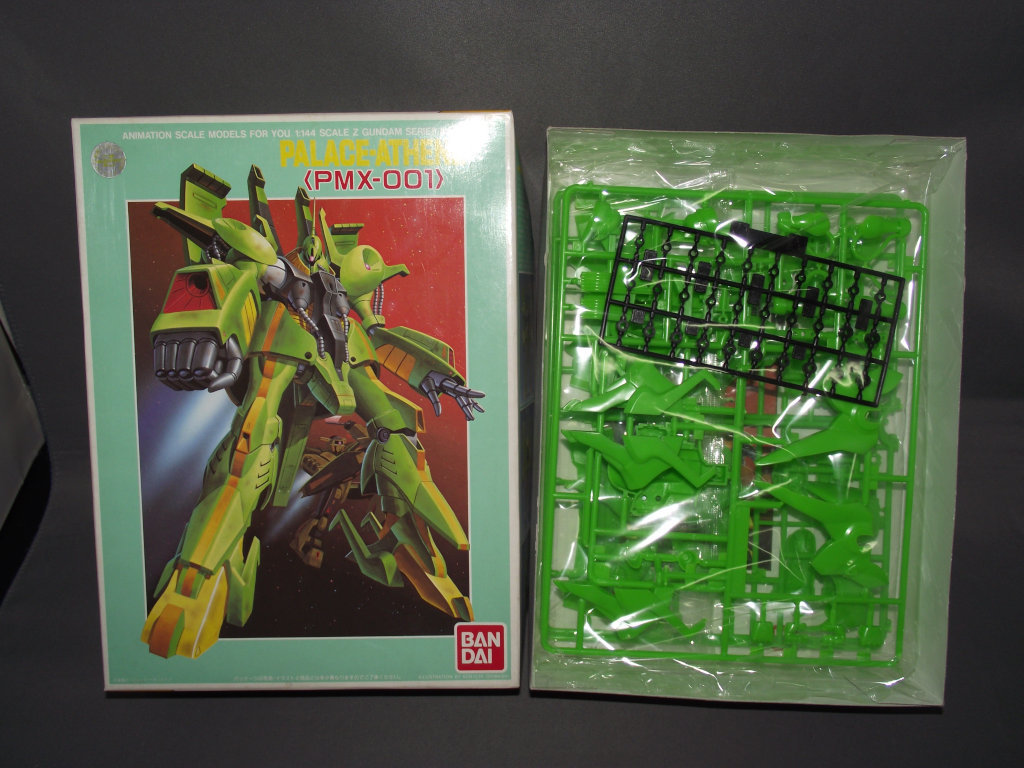 ANIMATION SCALE MODELS FOR YOU 1:144 SCALE Z GUNDAM SERIES
PALACE-ATHENE
〈PMX-001〉
BAN
DAI